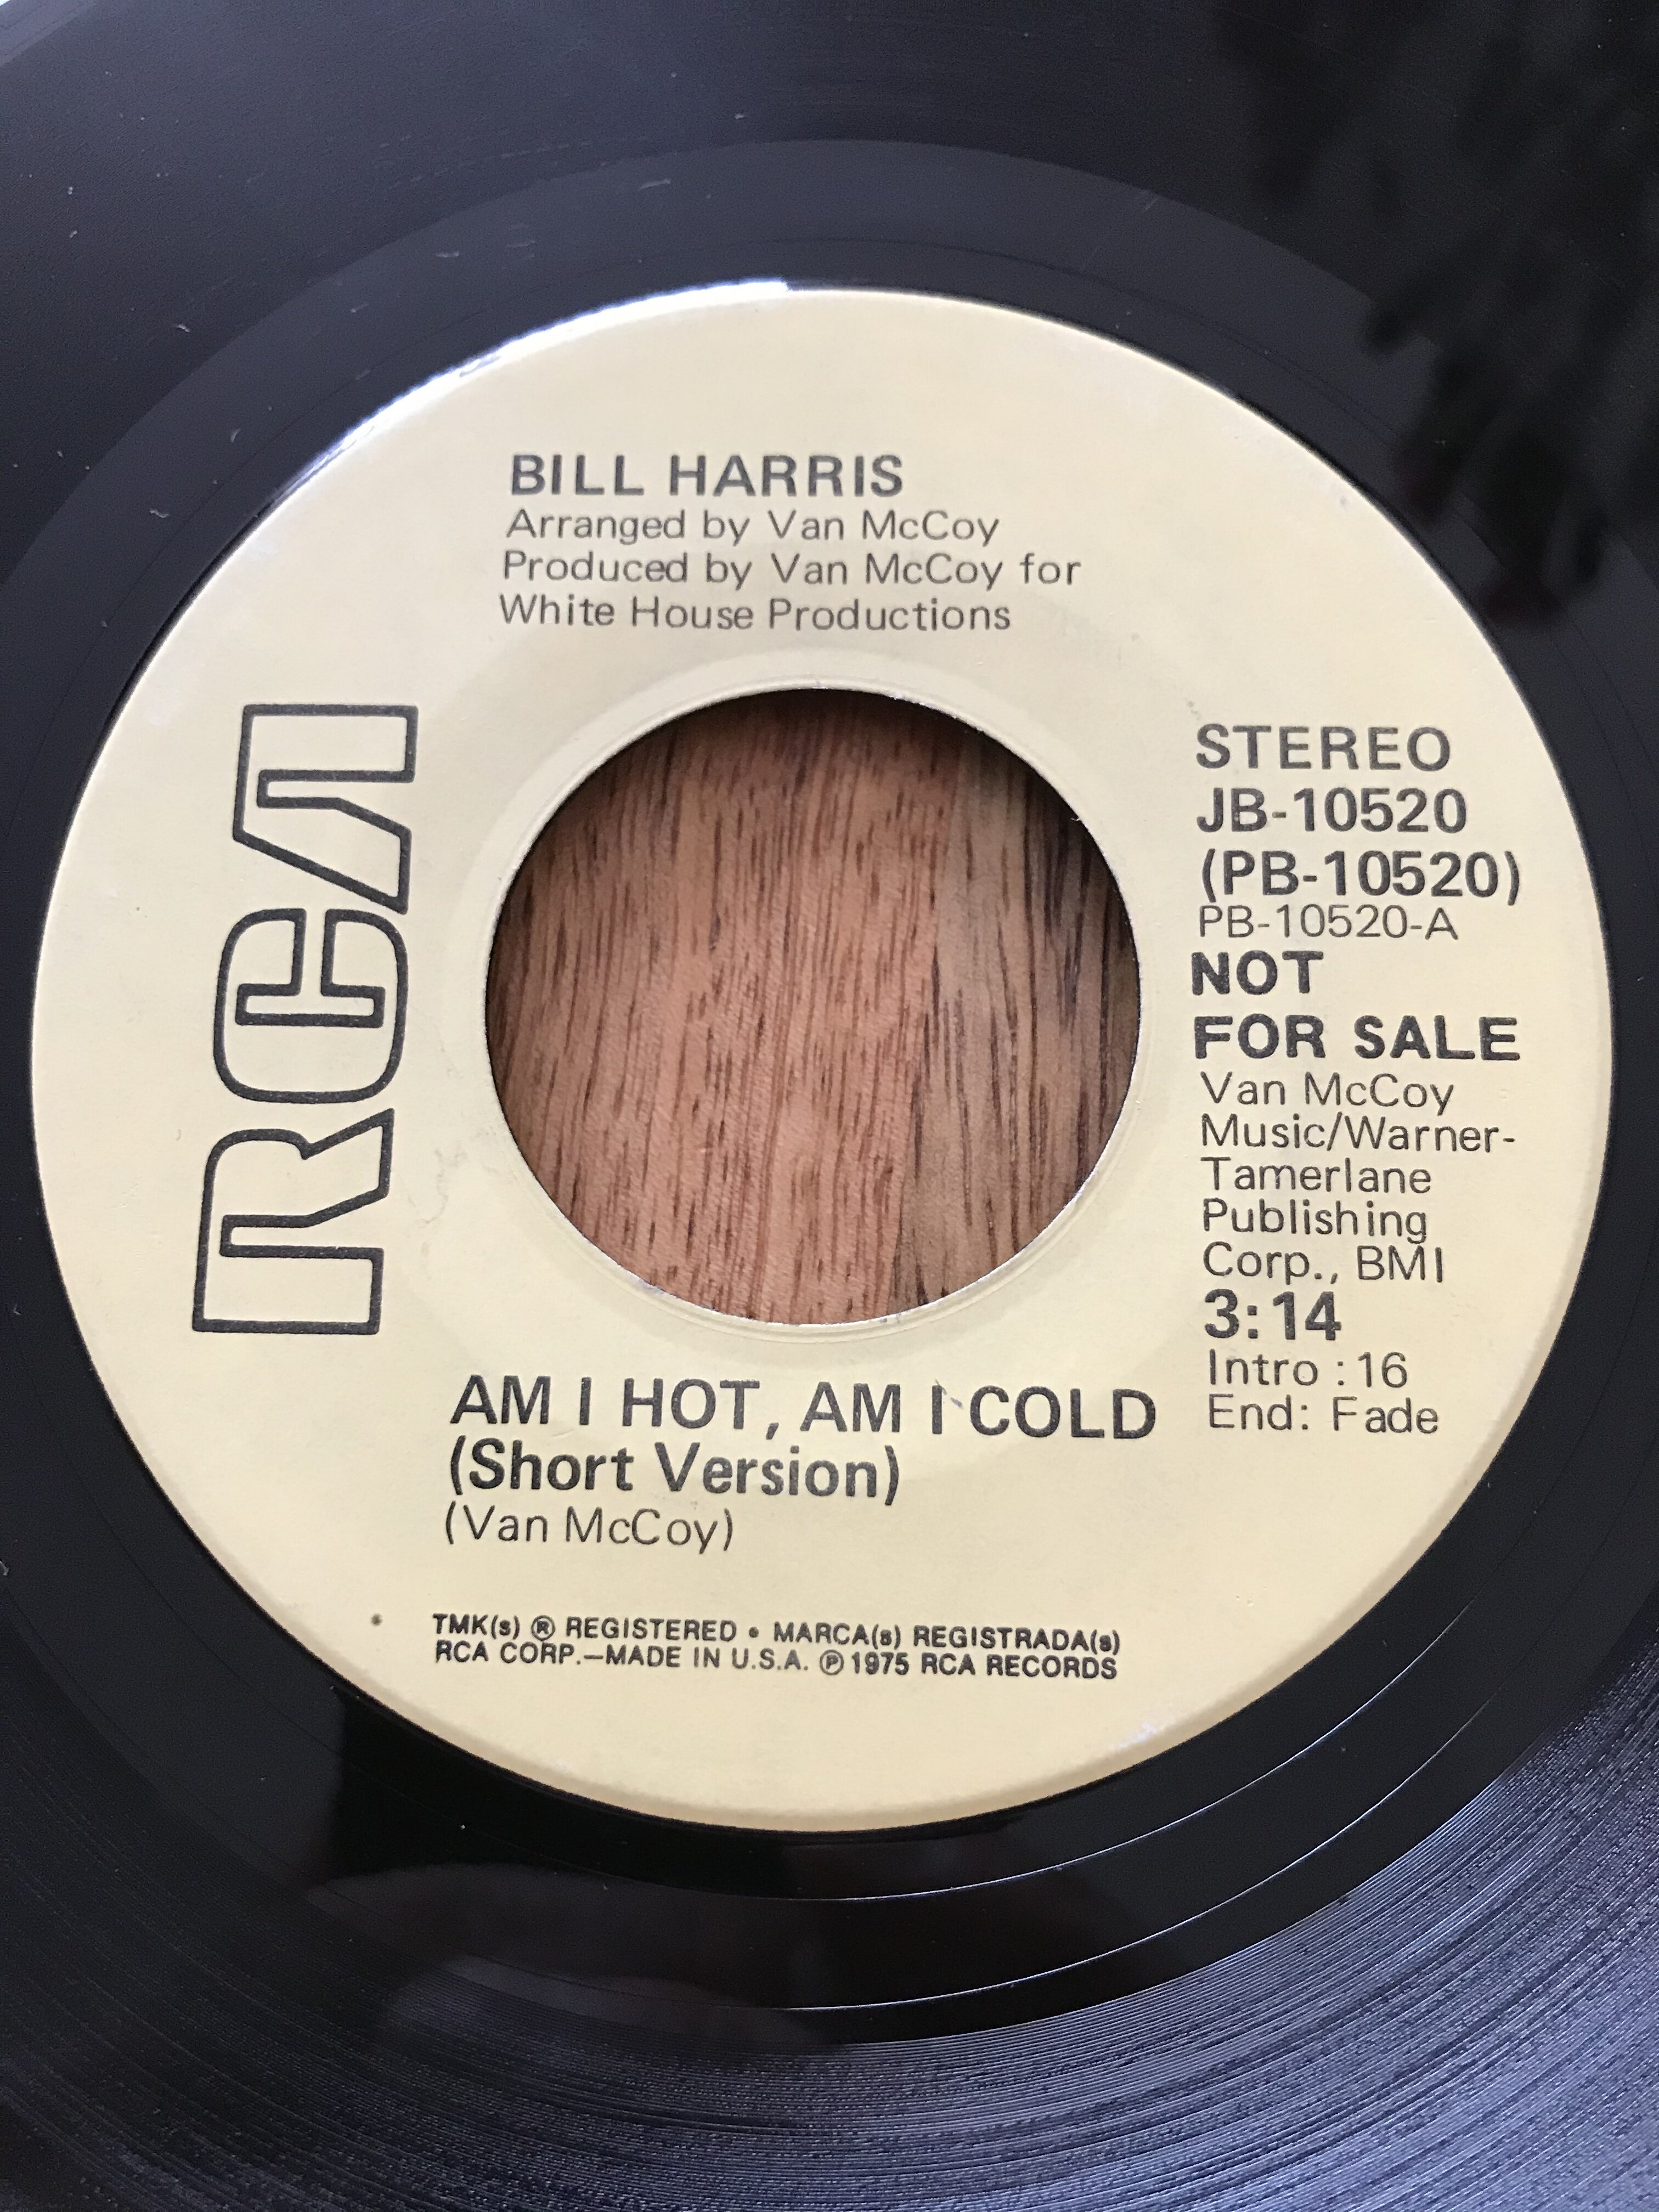 BILL HARRIS
Arranged by Van McCoy
Produced by Van McCoy for
White House Productions
RCA
STEREO
JB-10520
(PB-10520)
PB-10520-A
NOT
FOR SALE
Van McCoy
Music/Warner-
Tamerlane
Publishing
Corp., BMI
3:14
Intro :16
End: Fade
AM I HOT, AM I COLD
(Short Version)
(Van McCoy)
TMK(s) ® REGISTERED • MARCA(s) REGISTRADA(s)
RCA CORP.—MADE IN U.S.A. ℗ 1975 RCA RECORDS